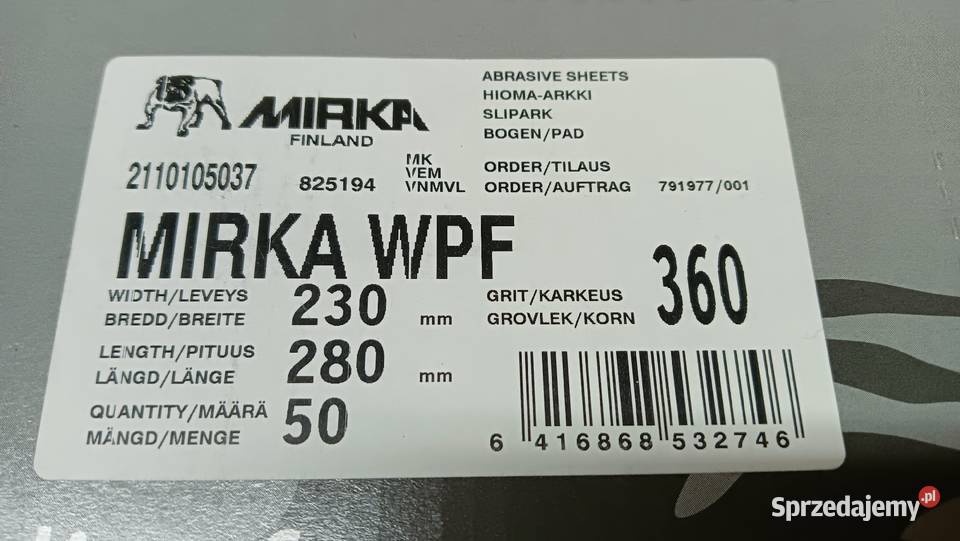 MIRKA
FINLAND
ABRASIVE SHEETS
HIOMA-ARKKI
SLIPARK
BOGEN/PAD
2110105037
825194
MK
VEM
VNMVL
ORDER/TILAUS
ORDER/AUFTRAG 791977/001
MIRKA WPF
WIDTH/LEVEYS
BREDD/BREITE
230 mm
GRIT/KARKEUS
GROVLEK/KORN
360
LENGTH/PITUUS
LÄNGD/LÄNGE
280 mm
QUANTITY/MÄÄRÄ
MÄNGD/MENGE
50
6 416868 532746
Sprzedajemy.pl